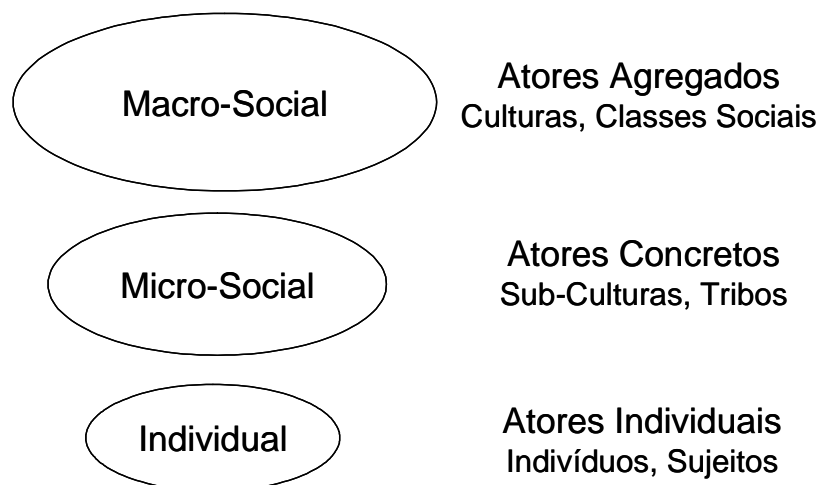 Macro-Social
Atores Agregados
Culturas, Classes Sociais
Micro-Social
Atores Concretos
Sub-Culturas, Tribos
Individual
Atores Individuais
Indivíduos, Sujeitos